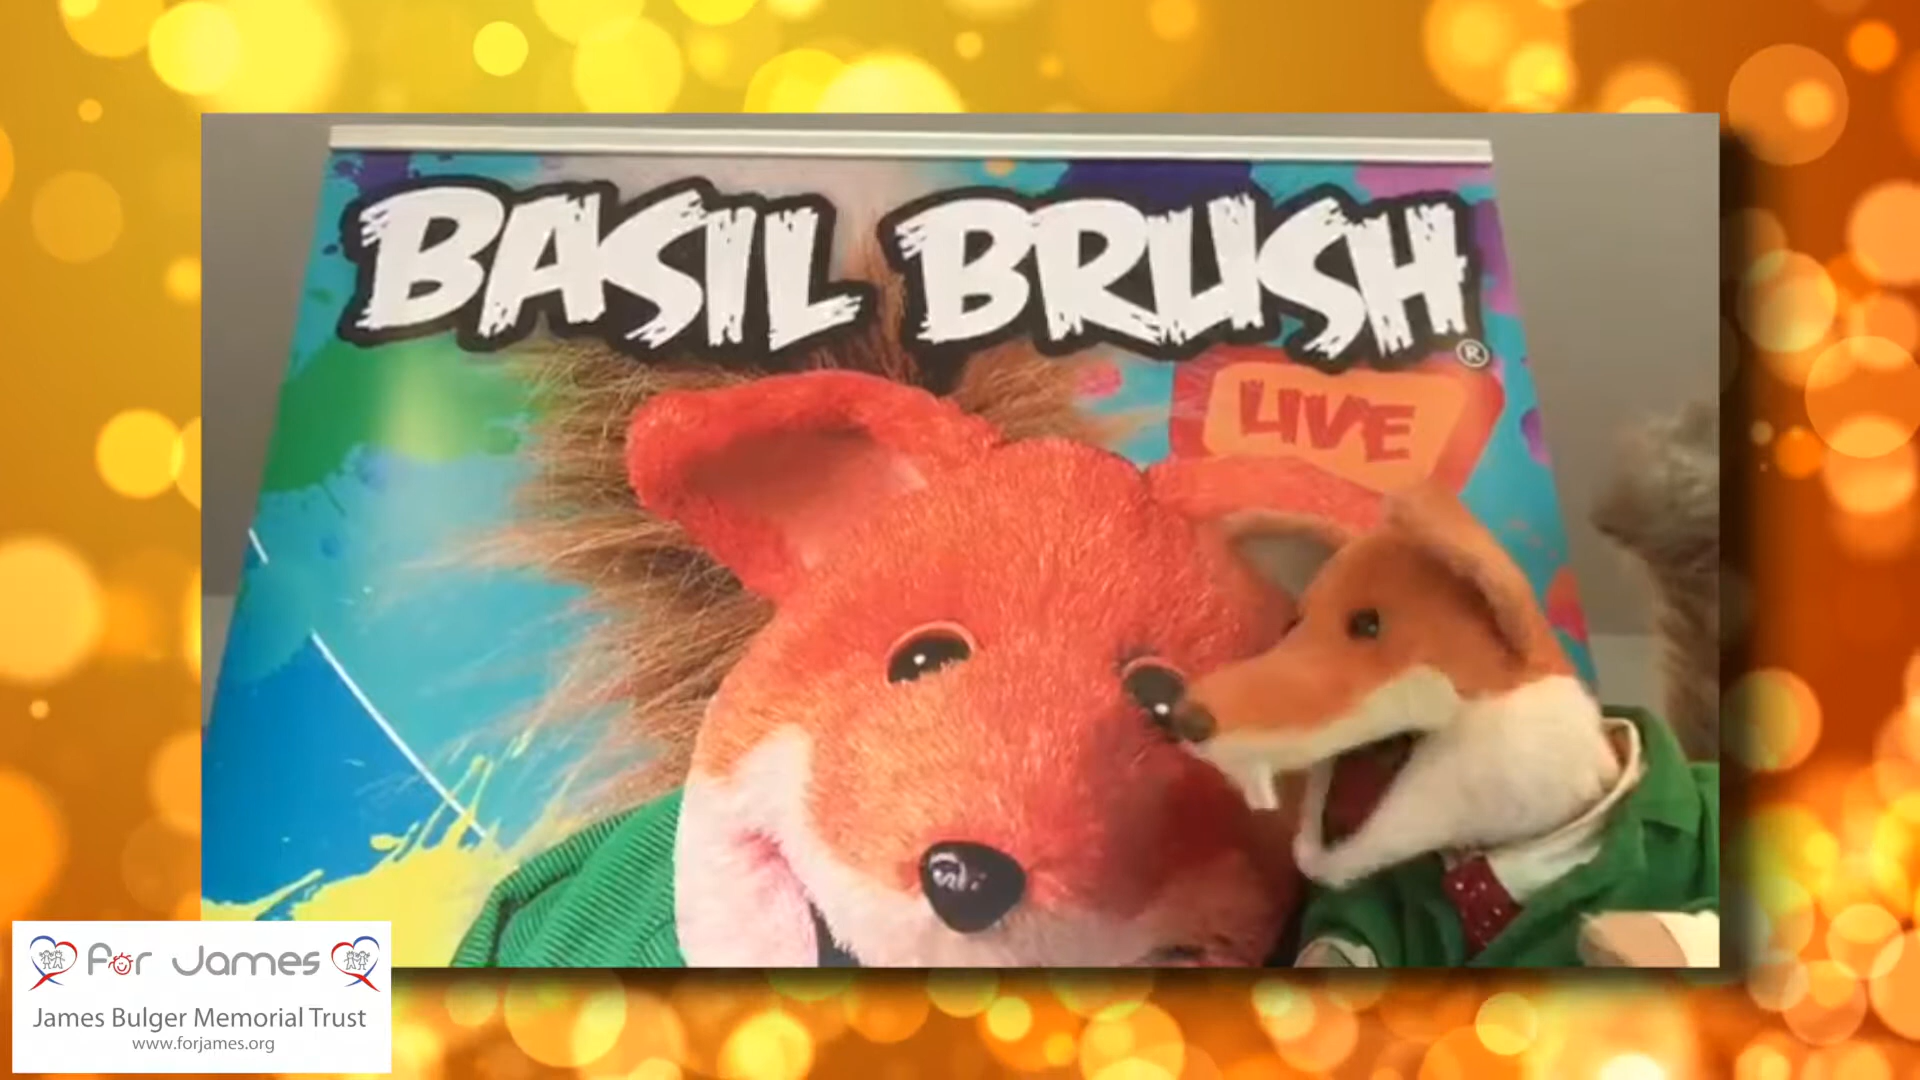 BASIL BRUSH
®
LIVE
For James
James Bulger Memorial Trust
www.forjames.org